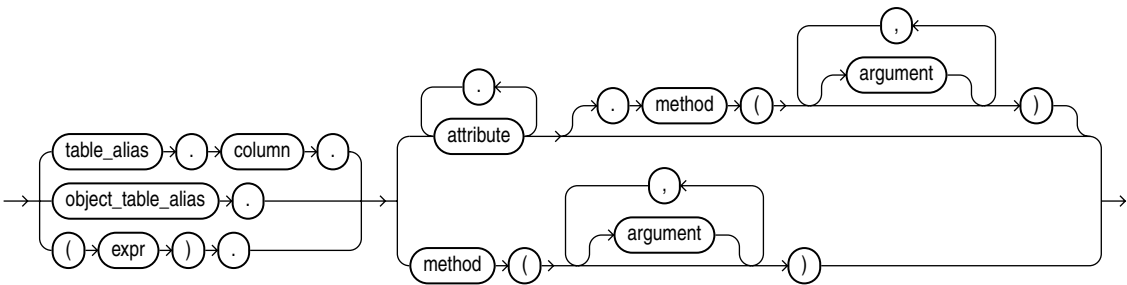 ,
argument
.
. method ( )
attribute
table_alias . column .
object_table_alias .
( expr ) .
,
argument
method ( )